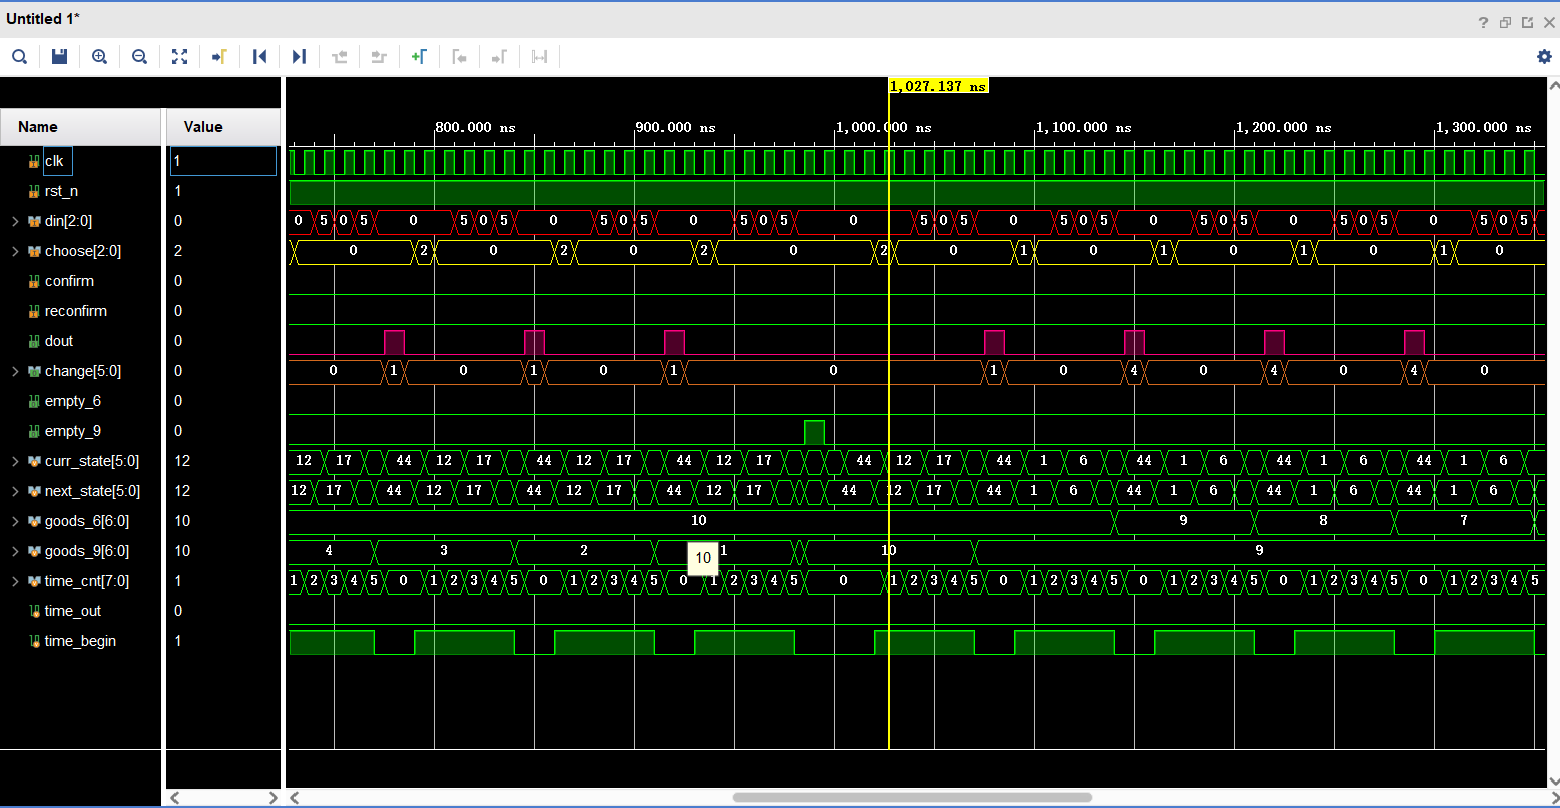 Untitled 1*
1,027.137 ns
Name Value 800.000 ns 900.000 ns 1,000.000 ns 1,100.000 ns 1,200.000 ns 1,300.000 ns
clk 1
rst_n 1
din[2:0] 0 0 5 0 5 0 5 0 5 0 5 0 5 0 5 0 5 0 5 0 5 0 5 0 5 0 5 0 5 0 5 0 5 0 5 0 5
choose[2:0] 2 0 2 0 2 0 2 0 2 0 1 0 1 0 1 0 1 0
confirm 0
reconfirm 0
dout 0
change[5:0] 0 0 1 0 1 0 1 0 1 0 4 0 4 0 4 0
empty_6 0
empty_9 0
curr_state[5:0] 12 12 17 44 12 17 44 12 17 44 12 17 44 12 17 44 1 6 44 1 6 44 1 6 44 1 6
next_state[5:0] 12 12 17 44 12 17 44 12 17 44 12 17 44 12 17 44 1 6 44 1 6 44 1 6 44 1 6
goods_6[6:0] 10 10 9 8 7
goods_9[6:0] 10 4 3 2 1 10 9
10
time_cnt[7:0] 1 1 2 3 4 5 0 1 2 3 4 5 0 1 2 3 4 5 0 1 2 3 4 5 0 1 2 3 4 5 0 1 2 3 4 5 0 1 2 3 4 5 0 1 2 3 4 5 0 1 2 3 4 5
time_out 0
time_begin 1